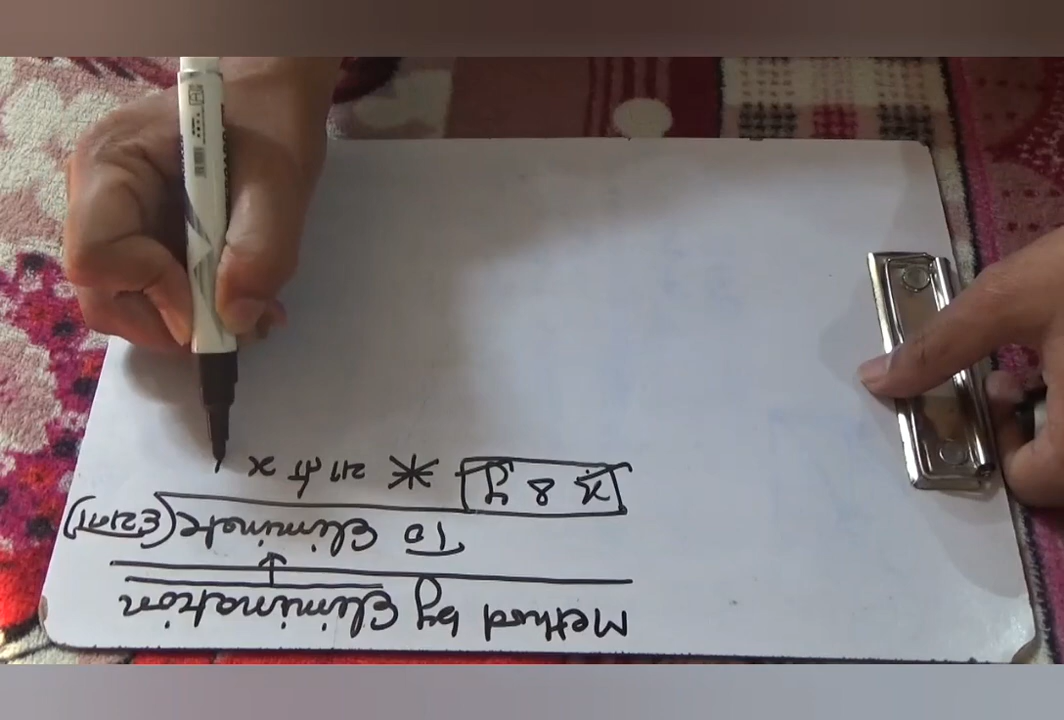 Method by Elimination
To Eliminate (हटाना)
x & y * या तो x